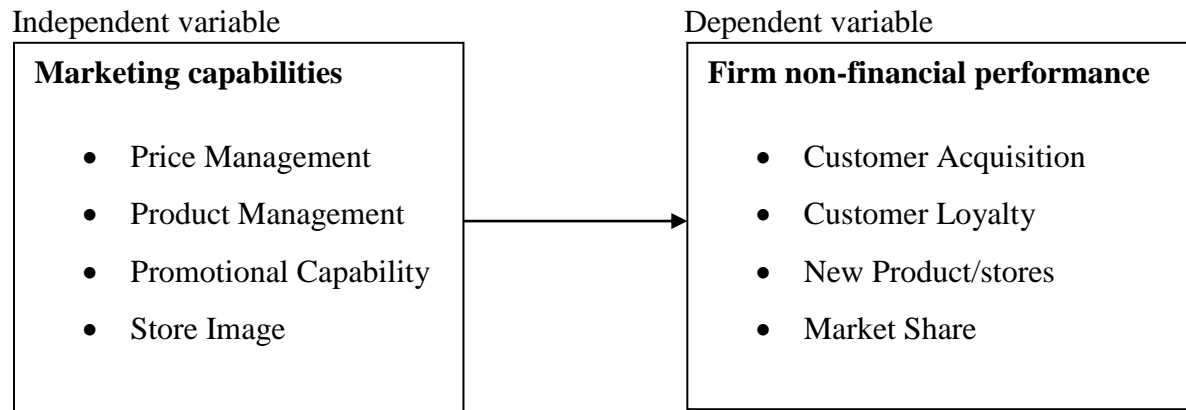 Independent variable
Marketing capabilities
• Price Management
• Product Management
• Promotional Capability
• Store Image
Dependent variable
Firm non-financial performance
• Customer Acquisition
• Customer Loyalty
• New Product/stores
• Market Share